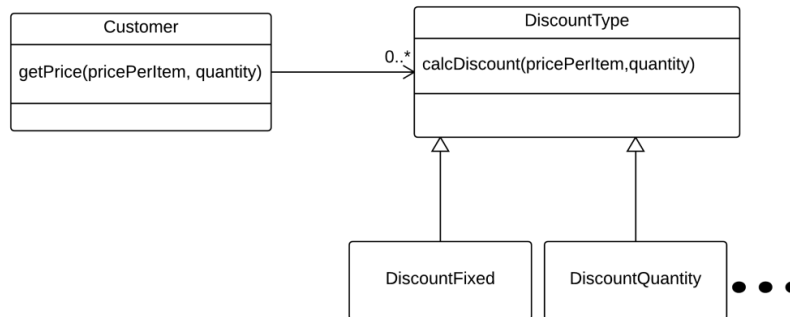 Customer
getPrice(pricePerItem, quantity)
0..*
DiscountType
calcDiscount(pricePerItem,quantity)
DiscountFixed
DiscountQuantity